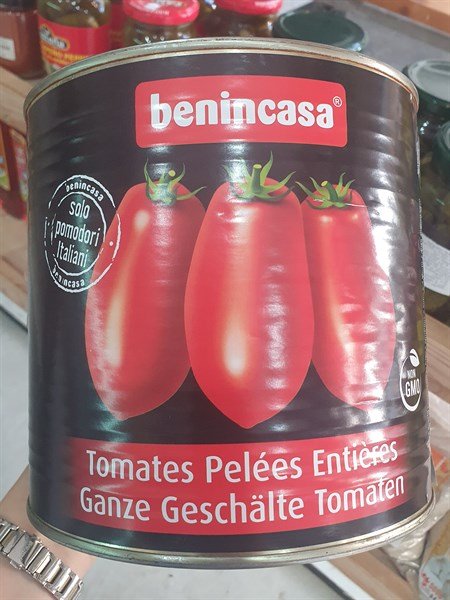 benincasa®
benincasa
solo
pomodori
Italiani
benincasa
NON
GMO
Tomates Pelées Entières
Ganze Geschälte Tomaten